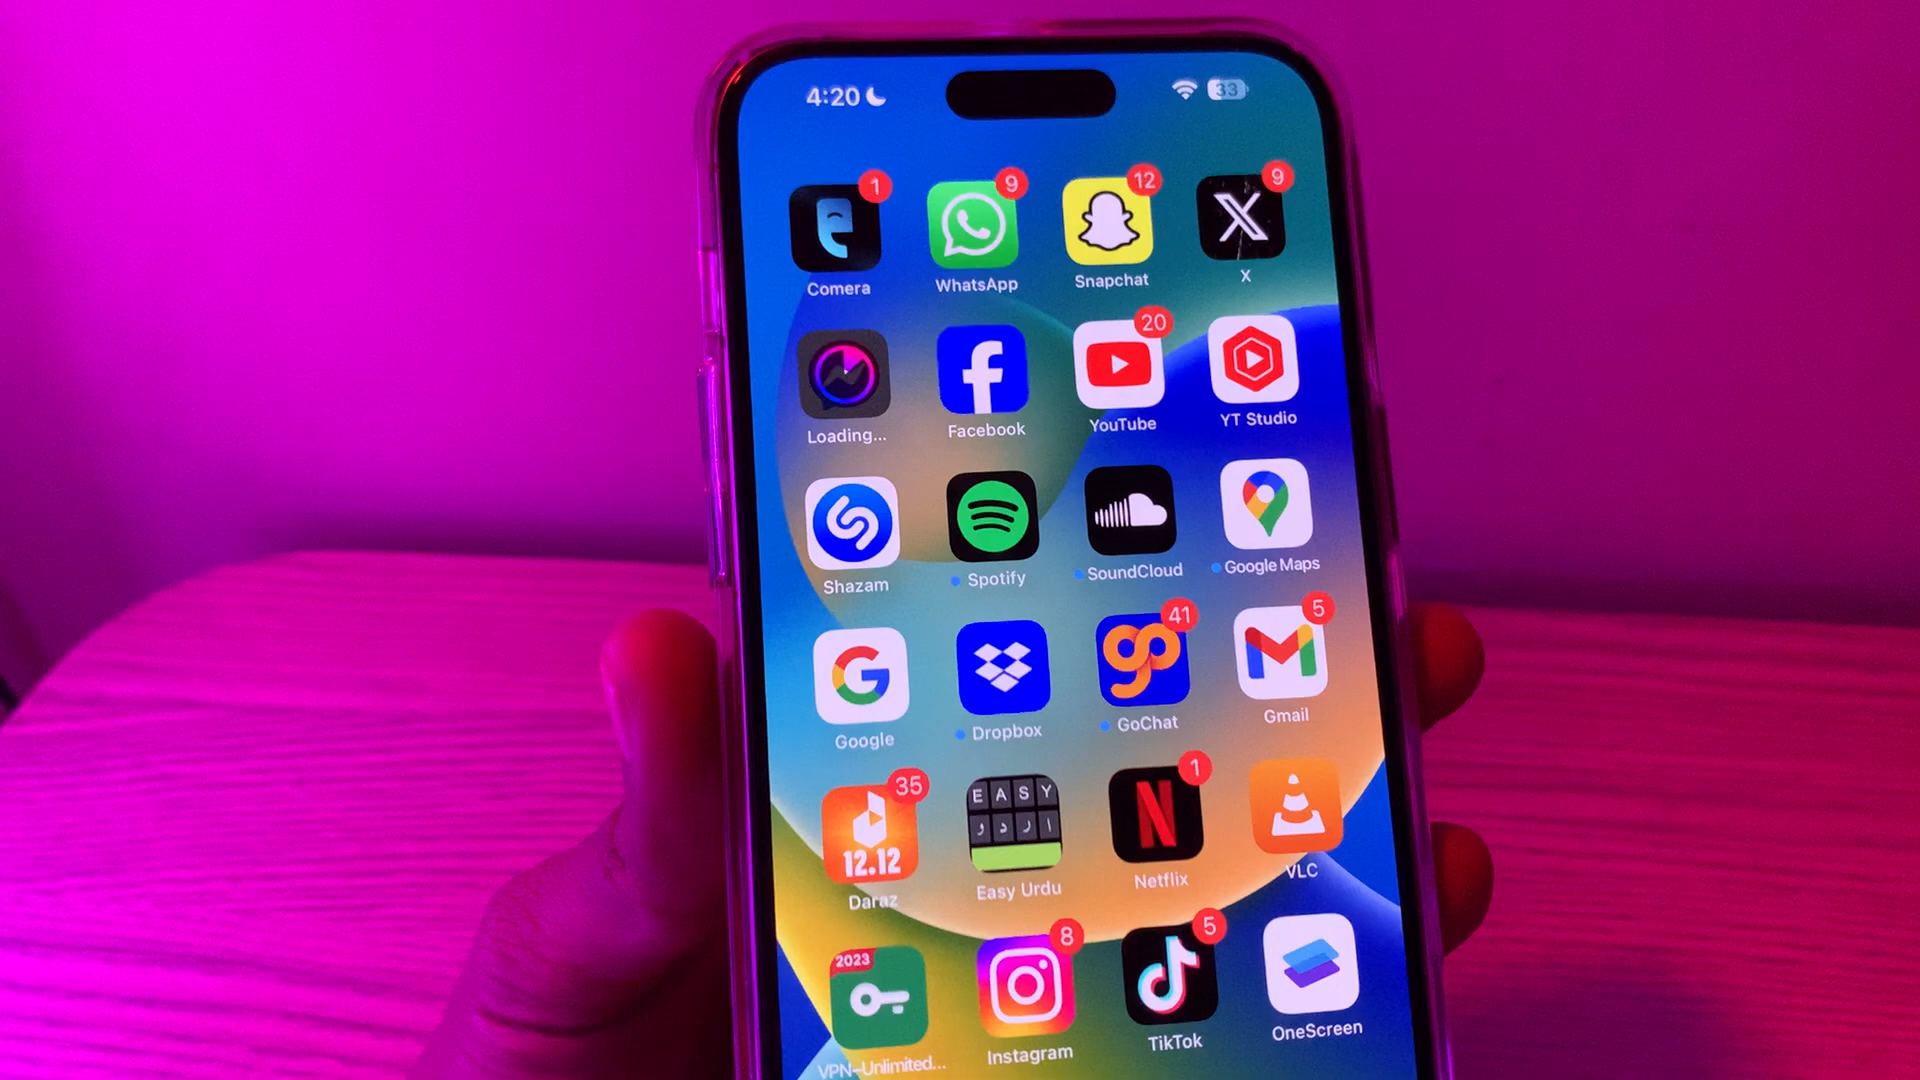 4:20 33
1 9 12 9
Comera WhatsApp Snapchat X
20
Loading... Facebook YouTube YT Studio
Shazam Spotify SoundCloud Google Maps
41 5
Google Dropbox GoChat Gmail
35 1
12.12
E A S Y
ا ر د و
Daraz Easy Urdu Netflix VLC
8 5
2023
VPN-Unlimited... Instagram TikTok OneScreen